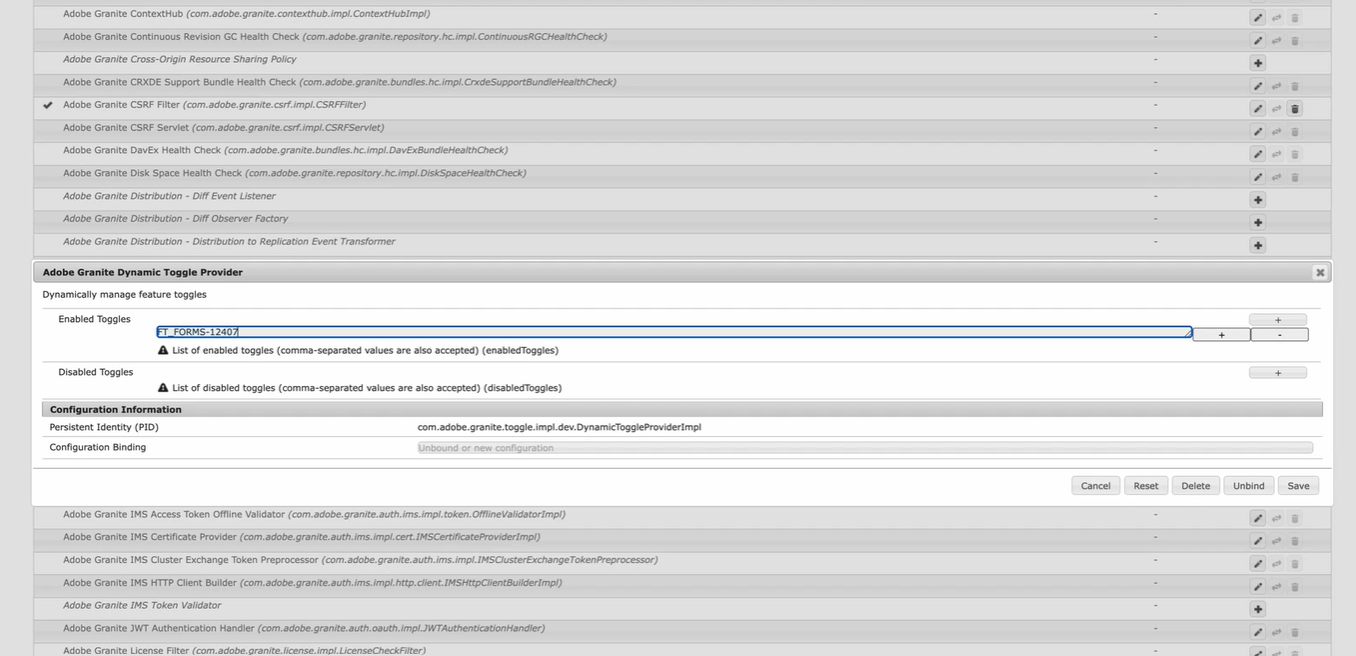 Adobe Granite ContextHub (com.adobe.granite.contexthub.impl.ContextHubImpl) -
Adobe Granite Continuous Revision GC Health Check (com.adobe.granite.repository.hc.impl.ContinuousRGCHealthCheck) -
Adobe Granite Cross-Origin Resource Sharing Policy -
Adobe Granite CRXDE Support Bundle Health Check (com.adobe.granite.bundles.hc.impl.CrxdeSupportBundleHealthCheck) -
Adobe Granite CSRF Filter (com.adobe.granite.csrf.impl.CSRFFilter) -
Adobe Granite CSRF Servlet (com.adobe.granite.csrf.impl.CSRFServlet) -
Adobe Granite DavEx Health Check (com.adobe.granite.bundles.hc.impl.DavExBundleHealthCheck) -
Adobe Granite Disk Space Health Check (com.adobe.granite.repository.hc.impl.DiskSpaceHealthCheck) -
Adobe Granite Distribution - Diff Event Listener -
Adobe Granite Distribution - Diff Observer Factory -
Adobe Granite Distribution - Distribution to Replication Event Transformer -
Adobe Granite Dynamic Toggle Provider
Dynamically manage feature toggles
Enabled Toggles +
FT_FORMS-12407 + -
List of enabled toggles (comma-separated values are also accepted) (enabledToggles)
Disabled Toggles +
List of disabled toggles (comma-separated values are also accepted) (disabledToggles)
Configuration Information
Persistent Identity (PID) com.adobe.granite.toggle.impl.dev.DynamicToggleProviderImpl
Configuration Binding Unbound or new configuration
Cancel Reset Delete Unbind Save
Adobe Granite IMS Access Token Offline Validator (com.adobe.granite.auth.ims.impl.token.OfflineValidatorImpl) -
Adobe Granite IMS Certificate Provider (com.adobe.granite.auth.ims.impl.cert.IMSCertificateProviderImpl) -
Adobe Granite IMS Cluster Exchange Token Preprocessor (com.adobe.granite.auth.ims.impl.IMSClusterExchangeTokenPreprocessor) -
Adobe Granite IMS HTTP Client Builder (com.adobe.granite.auth.ims.impl.http.client.IMSHttpClientBuilderImpl) -
Adobe Granite IMS Token Validator -
Adobe Granite JWT Authentication Handler (com.adobe.granite.auth.oauth.impl.JWTAuthenticationHandler) -
Adobe Granite License Filter (com.adobe.granite.license.impl.LicenseCheckFilter) -